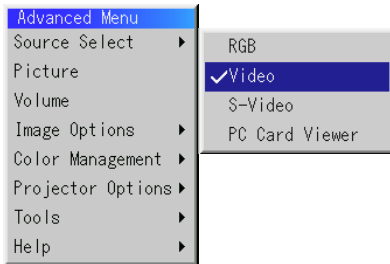 Advanced Menu
Source Select
Picture
Volume
Image Options
Color Management
Projector Options
Tools
Help
RGB
Video
S-Video
PC Card Viewer